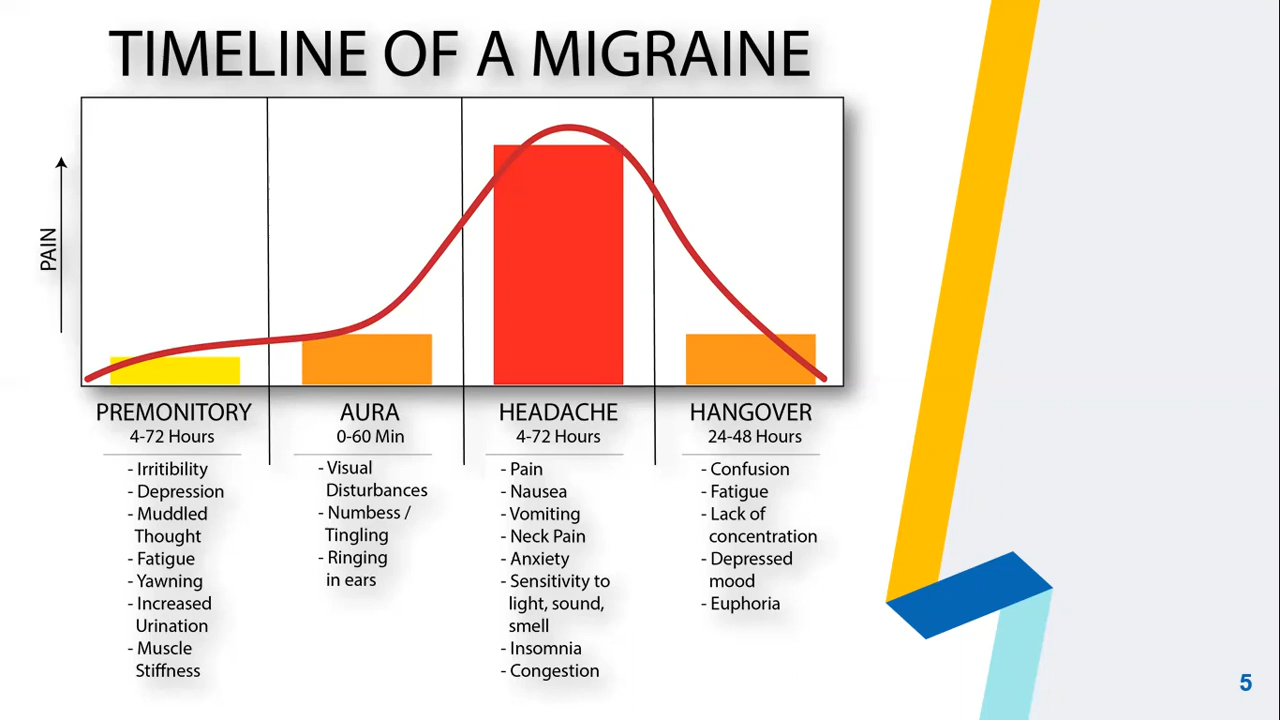 TIMELINE OF A MIGRAINE
PAIN
PREMONITORY
4-72 Hours
- Irritibility
- Depression
- Muddled
Thought
- Fatigue
- Yawning
- Increased
Urination
- Muscle
Stiffness
AURA
0-60 Min
- Visual
Disturbances
- Numbess /
Tingling
- Ringing
in ears
HEADACHE
4-72 Hours
- Pain
- Nausea
- Vomiting
- Neck Pain
- Anxiety
- Sensitivity to
light, sound,
smell
- Insomnia
- Congestion
HANGOVER
24-48 Hours
- Confusion
- Fatigue
- Lack of
concentration
- Depressed
mood
- Euphoria
5